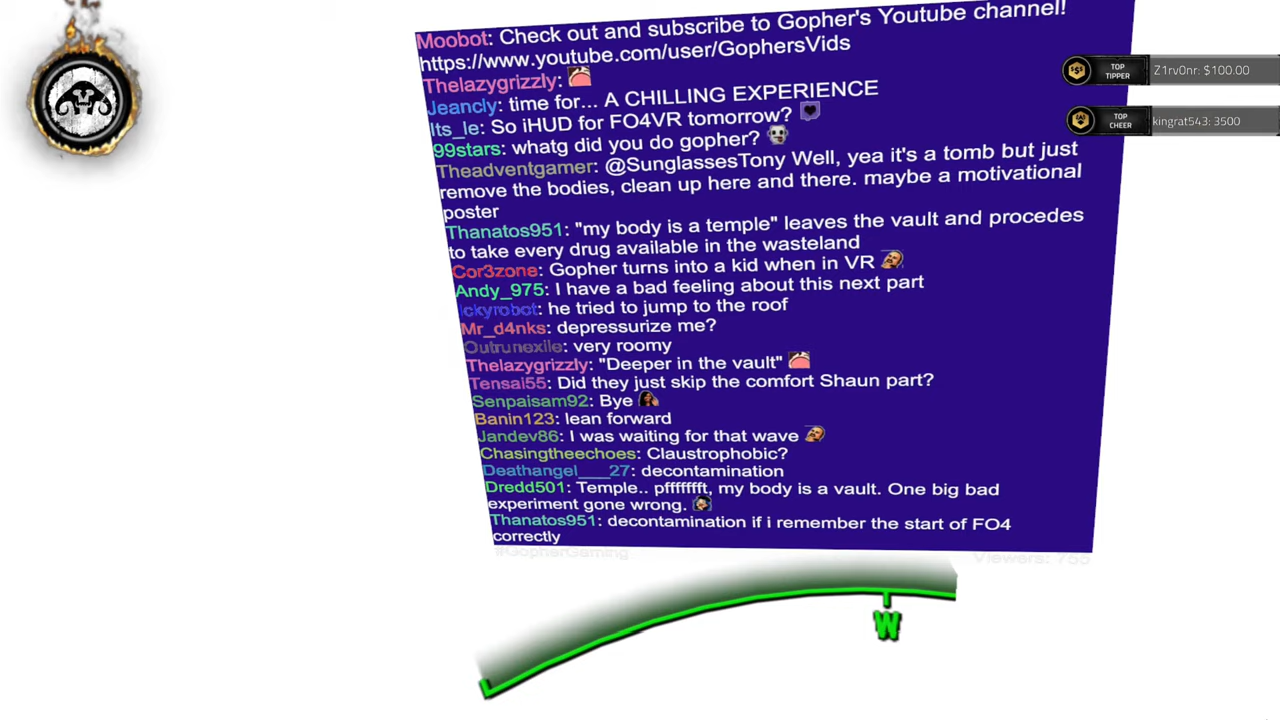 Moobot: Check out and subscribe to Gopher's Youtube channel!
https://www.youtube.com/user/GophersVids
Thelazygrizzly:
Jeancly: time for... A CHILLING EXPERIENCE
Its_le: So iHUD for FO4VR tomorrow?
99stars: whatg did you do gopher?
Theadventgamer: @SunglassesTony Well, yea it's a tomb but just
remove the bodies, clean up here and there. maybe a motivational
poster
Thanatos951: "my body is a temple" leaves the vault and procedes
to take every drug available in the wasteland
Cor3zone: Gopher turns into a kid when in VR
Andy_975: I have a bad feeling about this next part
Ickyrobot: he tried to jump to the roof
Mr_d4nks: depressurize me?
Outrunexile: very roomy
Thelazygrizzly: "Deeper in the vault"
Tensai55: Did they just skip the comfort Shaun part?
Senpaisam92: Bye
Banin123: lean forward
Jandev86: I was waiting for that wave
Chasingtheechoes: Claustrophobic?
Deathangel___27: decontamination
Dredd501: Temple.. pfffffff, my body is a vault. One big bad
experiment gone wrong.
Thanatos951: decontamination if i remember the start of FO4
correctly
#GopherGaming
Viewers: 766
TOP
TIPPER
Z1rv0nr: $100.00
TOP
CHEER
kingrat543: 3500
W